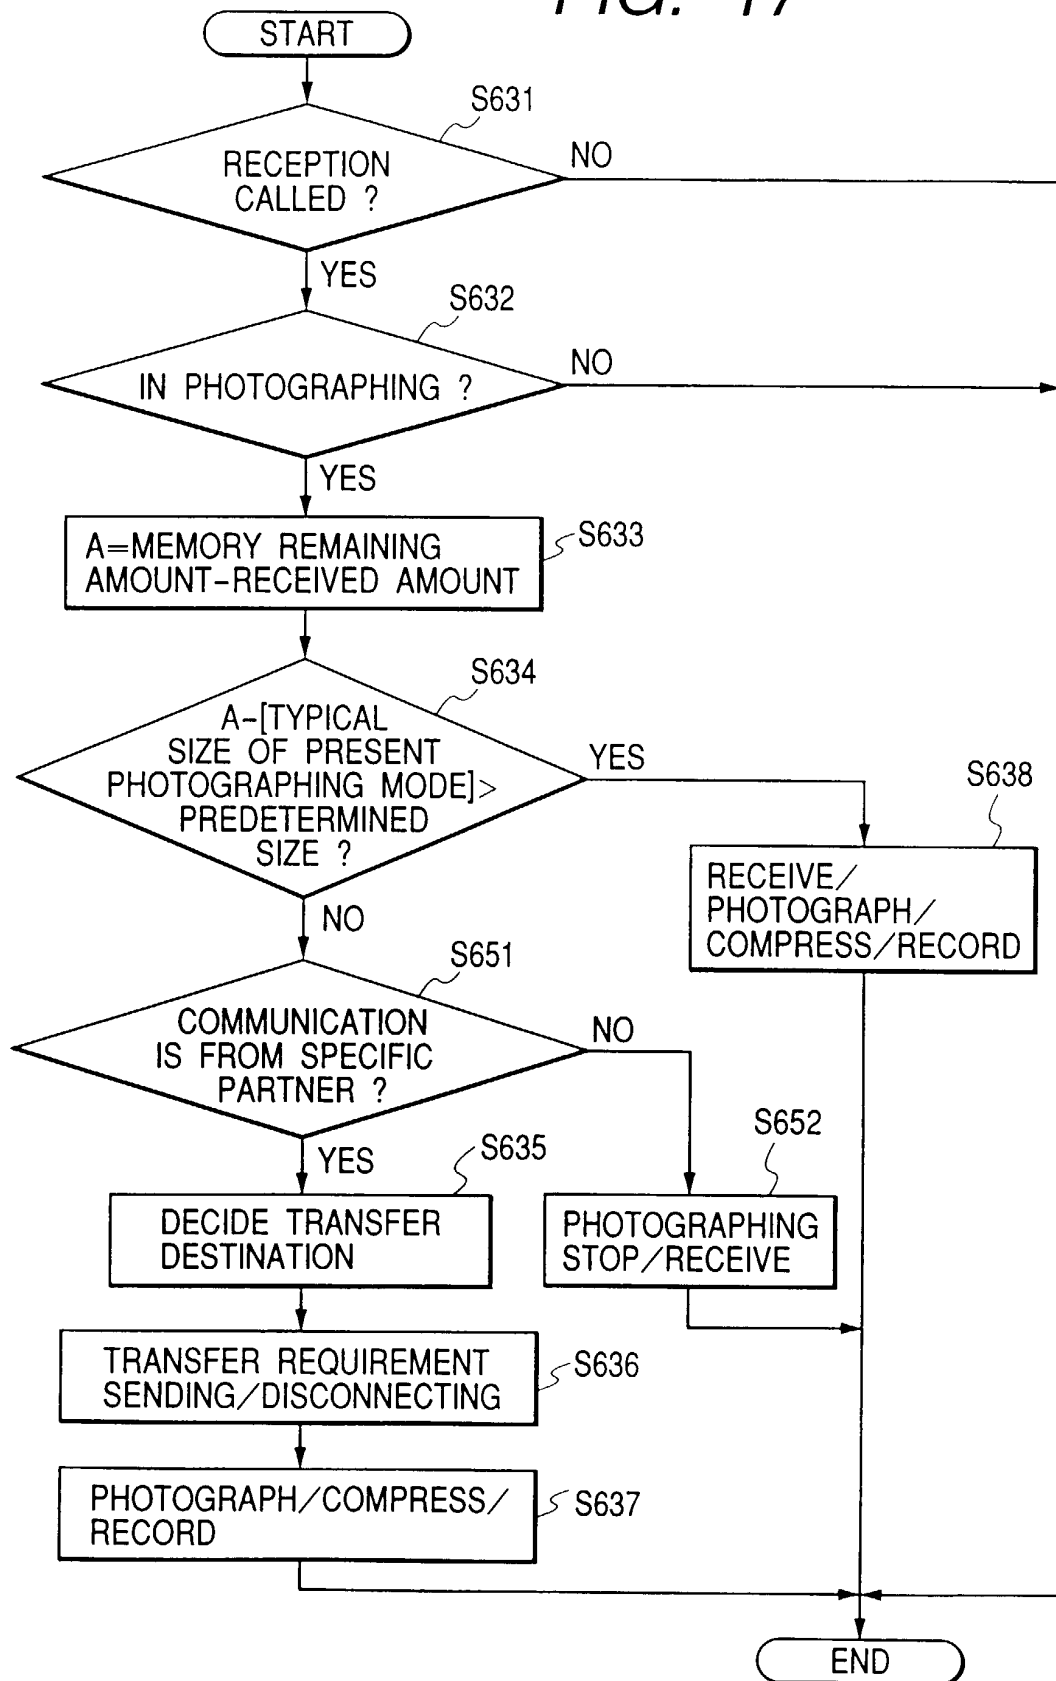 FIG. 17
START
S631
RECEPTION
CALLED ?
NO
YES
S632
IN PHOTOGRAPHING ?
NO
YES
S633
A=MEMORY REMAINING
AMOUNT-RECEIVED AMOUNT
S634
A-[TYPICAL
SIZE OF PRESENT
PHOTOGRAPHING MODE]>
PREDETERMINED
SIZE ?
YES
NO
S638
RECEIVE/
PHOTOGRAPH/
COMPRESS/RECORD
S651
COMMUNICATION
IS FROM SPECIFIC
PARTNER ?
NO
YES
S652
PHOTOGRAPHING
STOP/RECEIVE
S635
DECIDE TRANSFER
DESTINATION
TRANSFER REQUIREMENT
SENDING/DISCONNECTING
S636
PHOTOGRAPH/COMPRESS/
RECORD
S637
END